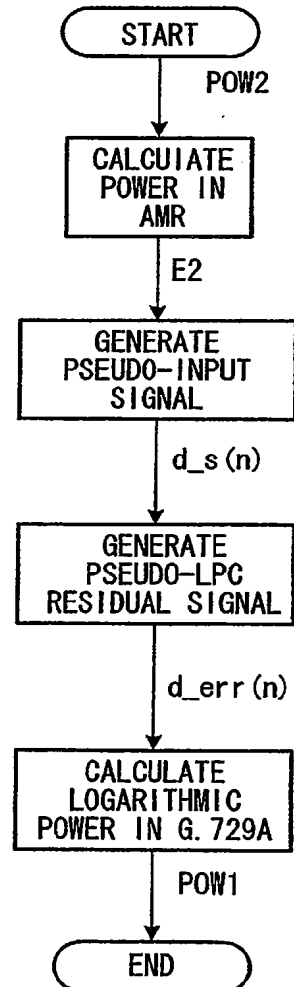 START
POW2
CALCUIATE
POWER IN
AMR
E2
GENERATE
PSEUDO-INPUT
SIGNAL
d_s(n)
GENERATE
PSEUDO-LPC
RESIDUAL SIGNAL
d_err(n)
CALCULATE
LOGARITHMIC
POWER IN G.729A
POW1
END